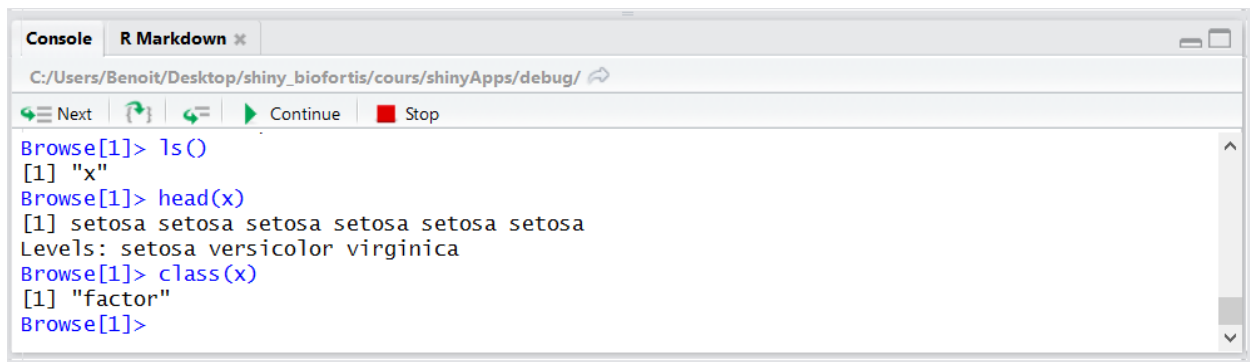 Console R Markdown
C:/Users/Benoit/Desktop/shiny_biofortis/cours/shinyApps/debug/
Next Continue Stop
Browse[1]> ls()
[1] "x"
Browse[1]> head(x)
[1] setosa setosa setosa setosa setosa setosa
Levels: setosa versicolor virginica
Browse[1]> class(x)
[1] "factor"
Browse[1]>